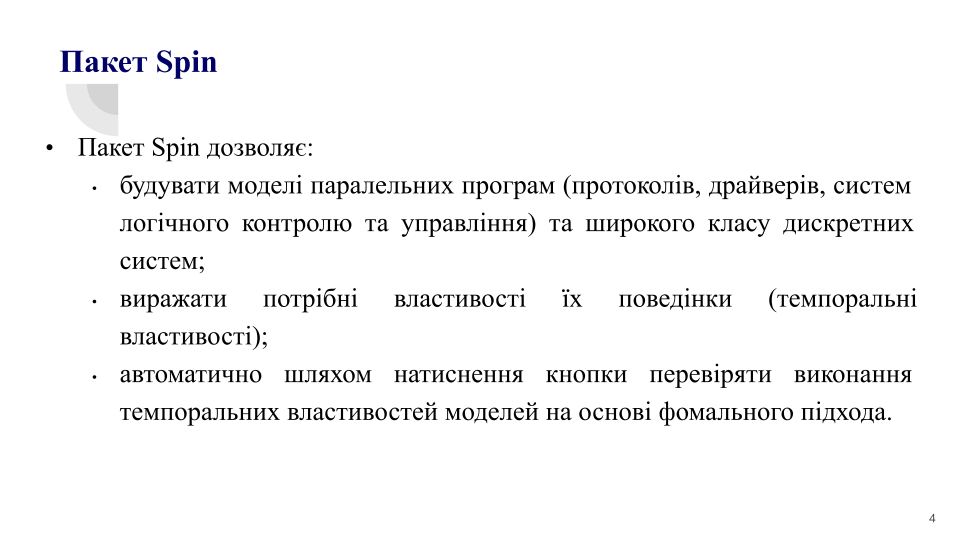 Пакет Spin
• Пакет Spin дозволяє:
• будувати моделі паралельних програм (протоколів, драйверів, систем
логічного контролю та управління) та широкого класу дискретних
систем;
• виражати потрібні властивості їх поведінки (темпоральні
властивості);
• автоматично шляхом натиснення кнопки перевіряти виконання
темпоральних властивостей моделей на основі фомального підхода.
4